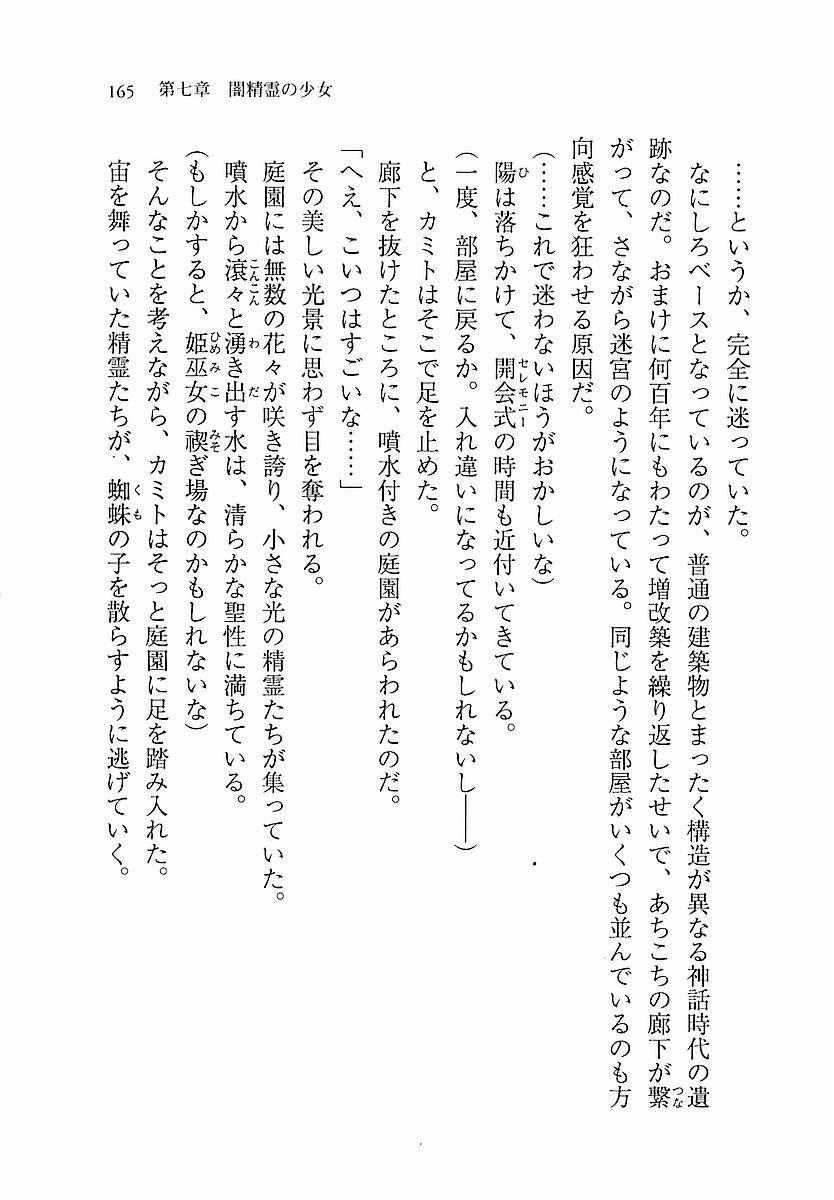 165　第七章　闇精霊の少女
……というか、完全に迷っていた。
なにしろベースとなっているのが、普通の建築物とまったく構造が異なる神話時代の遺
跡なのだ。おまけに何百年にもわたって増改築を繰り返したせいで、あちこちの廊下が繋
がって、さながら迷宮のようになっている。同じような部屋がいくつも並んでいるのも方
向感覚を狂わせる原因だ。
(……これで迷わないほうがおかしいな)
陽は落ちかけて、開会式の時間も近付いてきている。
(一度、部屋に戻るか。入れ違いになってるかもしれないし――)
と、カミトはそこで足を止めた。
廊下を抜けたところに、噴水付きの庭園があらわれたのだ。
「へえ、こいつはすごいな……」
その美しい光景に思わず目を奪われる。
庭園には無数の花々が咲き誇り、小さな光の精霊たちが集っていた。
噴水から滾々と湧き出す水は、清らかな聖性に満ちている。
(もしかすると、姫巫女の禊ぎ場なのかもしれないな)
そんなことを考えながら、カミトはそっと庭園に足を踏み入れた。
宙を舞っていた精霊たちが、蜘蛛の子を散らすように逃げていく。